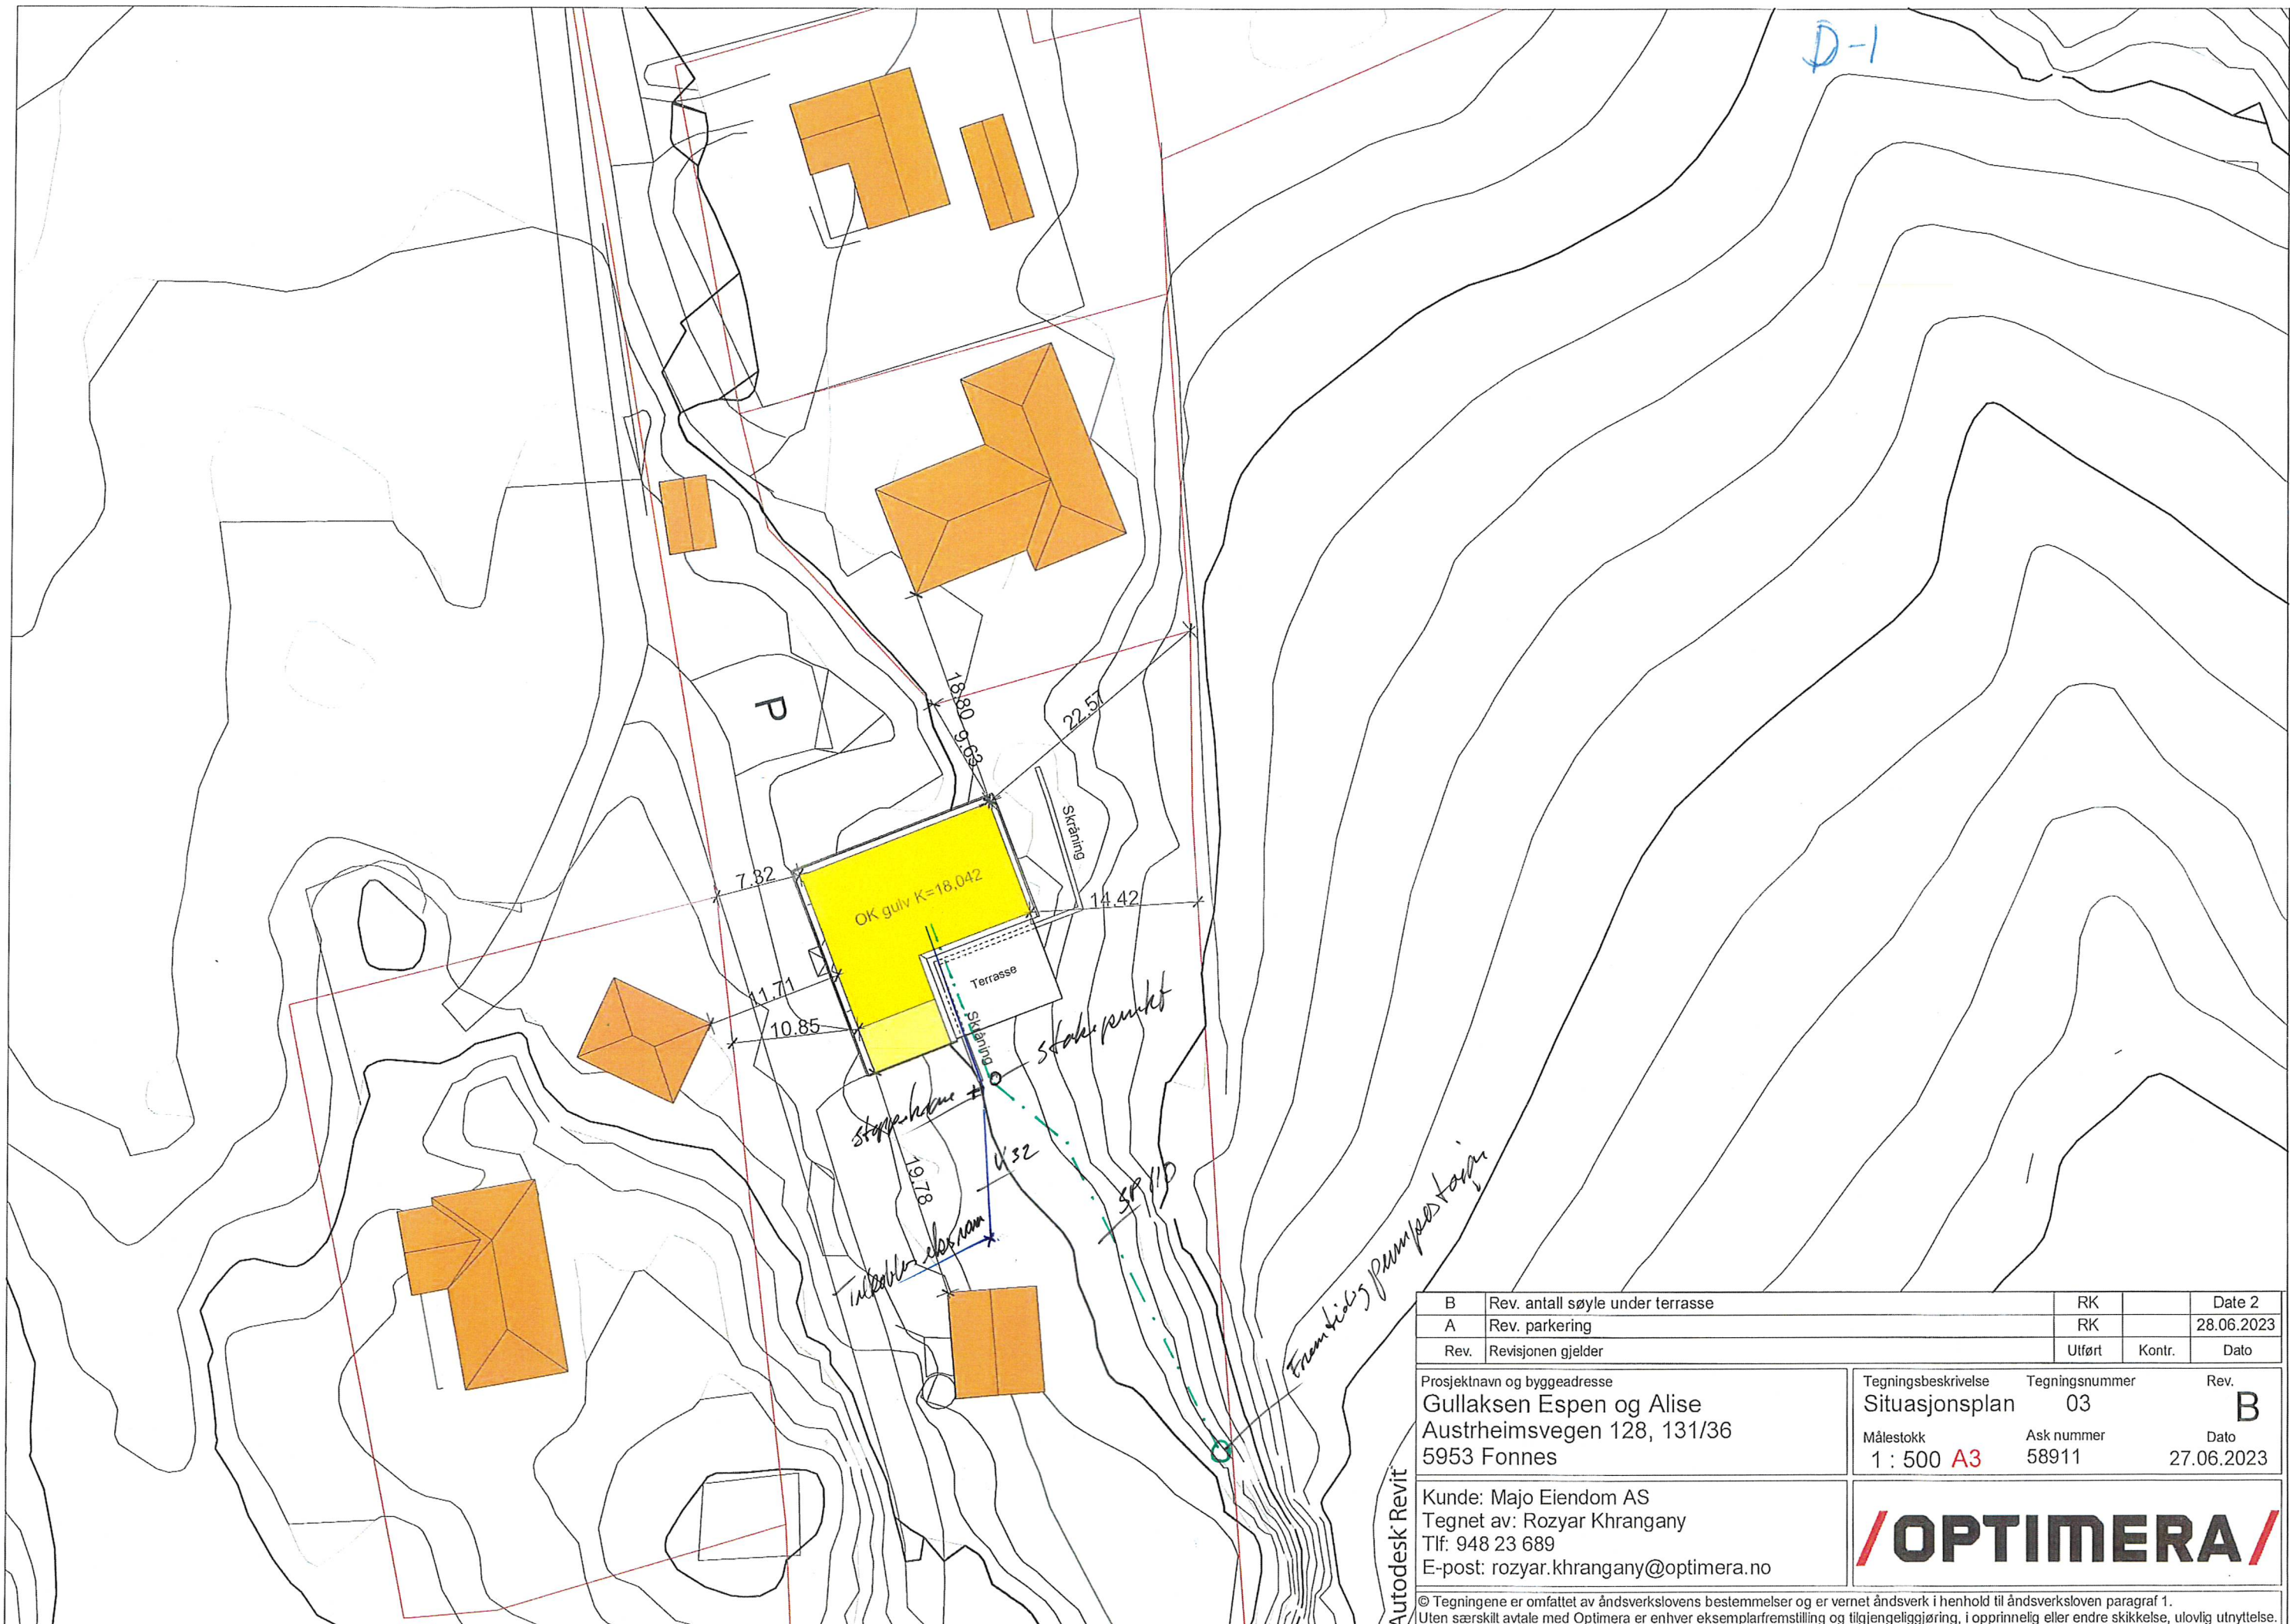 D-1
P
18.80
9.63
22.57
Skråning
7.32
OK gulv K=18,042
14.42
Terrasse
11.71
10.85
Skråning
stakepunkt
stoppekrane
V 32
19.78
SP 110
Tilkobles eks vann
Fremtidig pumpestasjon
B Rev. antall søyle under terrasse RK Date 2
A Rev. parkering RK 28.06.2023
Rev. Revisjonen gjelder Utført Kontr. Dato
Prosjektnavn og byggeadresse
Gullaksen Espen og Alise
Austrheimsvegen 128, 131/36
5953 Fonnes
Tegningsbeskrivelse Tegningsnummer Rev.
Situasjonsplan 03 B
Målestokk Ask nummer Dato
1 : 500 A3 58911 27.06.2023
Kunde: Majo Eiendom AS
Tegnet av: Rozyar Khrangany
Tlf: 948 23 689
E-post: rozyar.khrangany@optimera.no
/OPTIMERA/
Autodesk Revit
© Tegningene er omfattet av åndsverkslovens bestemmelser og er vernet åndsverk i henhold til åndsverksloven paragraf 1.
Uten særskilt avtale med Optimera er enhver eksemplarfremstilling og tilgjengeliggjøring, i opprinnelig eller endre skikkelse, ulovlig utnyttelse.